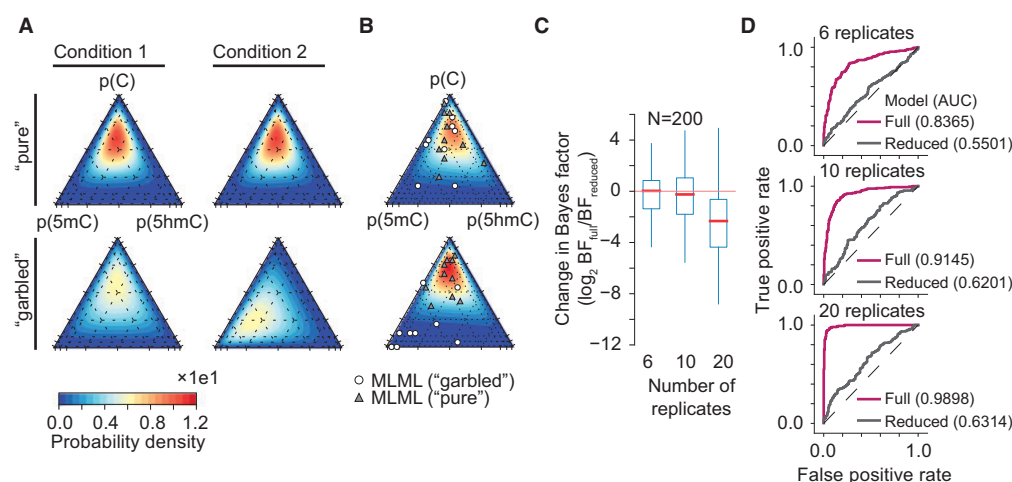 A
Condition 1
Condition 2
p(C)
"pure"
p(5mC)
p(5hmC)
"garbled"
×1e1
0.0 0.4 0.8 1.2
Probability density
B
p(C)
p(5mC)
p(5hmC)
MLML ("garbled")
MLML ("pure")
C
N=200
Change in Bayes factor
(log2 BFfull/BFreduced)
4
0
−4
−8
−12
6 10 20
Number of
replicates
D
True positive rate
6 replicates
1.0
Model (AUC)
Full (0.8365)
Reduced (0.5501)
0.0
10 replicates
1.0
Full (0.9145)
Reduced (0.6201)
0.0
20 replicates
1.0
Full (0.9898)
Reduced (0.6314)
0.0
0.0 1.0
False positive rate